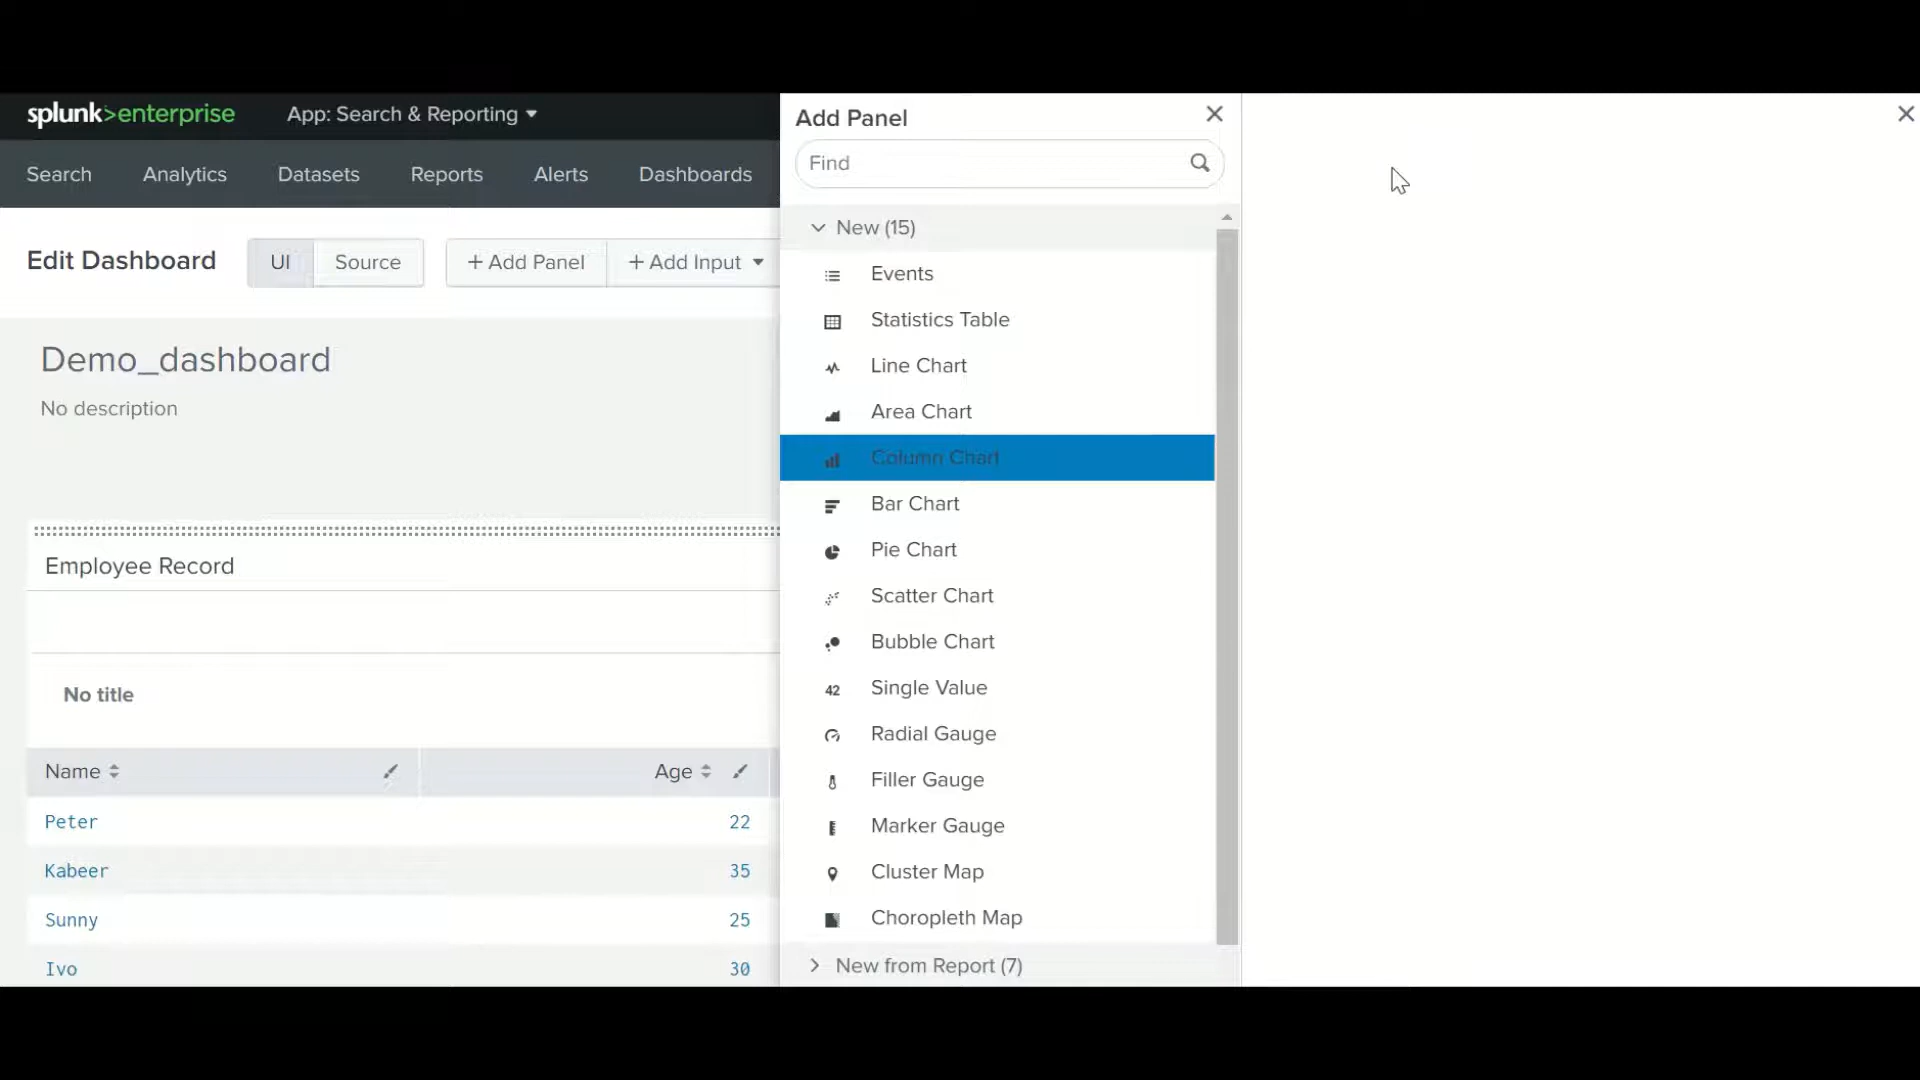 splunk>enterprise App: Search & Reporting
Search Analytics Datasets Reports Alerts Dashboards
Edit Dashboard UI Source + Add Panel + Add Input
Demo_dashboard
No description
Employee Record
No title
Name Age
Peter 22
Kabeer 35
Sunny 25
Ivo 30
Add Panel
Find
New (15)
Events
Statistics Table
Line Chart
Area Chart
Column Chart
Bar Chart
Pie Chart
Scatter Chart
Bubble Chart
42 Single Value
Radial Gauge
Filler Gauge
Marker Gauge
Cluster Map
Choropleth Map
New from Report (7)